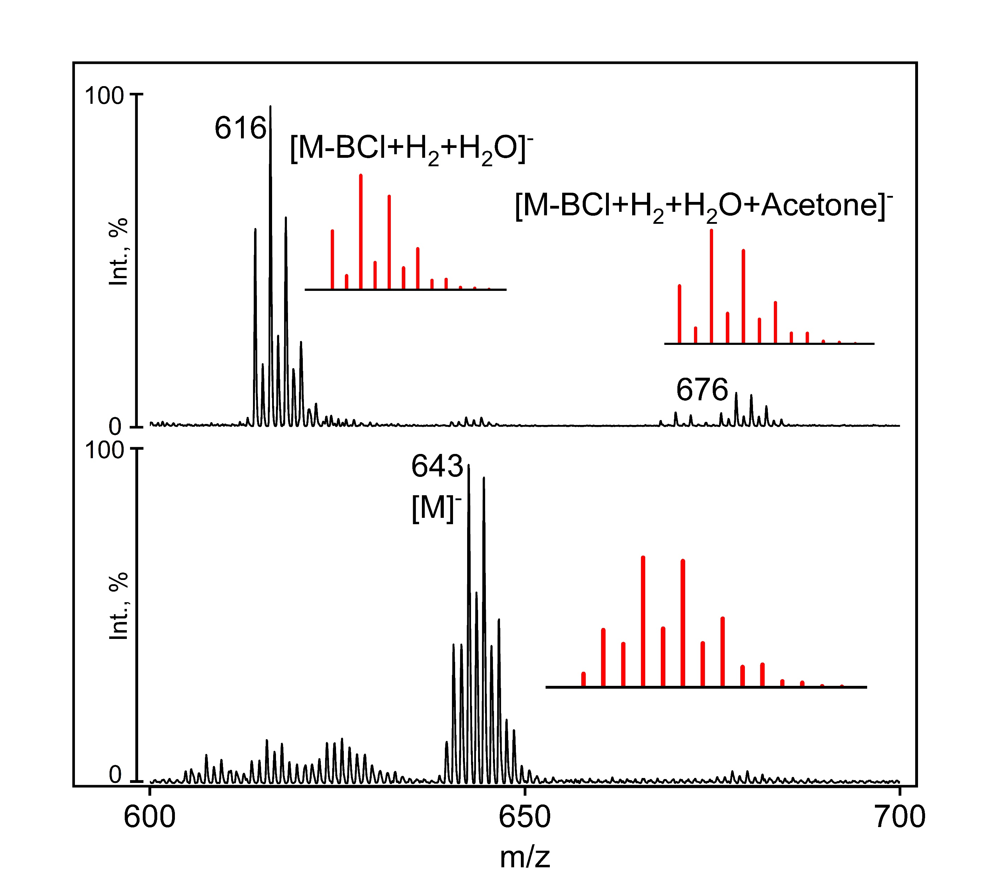 100
616
[M-BCl+H₂+H₂O]⁻
[M-BCl+H₂+H₂O+Acetone]⁻
Int., %
676
0
100
643
[M]⁻
Int., %
0
600 650 700
m/z